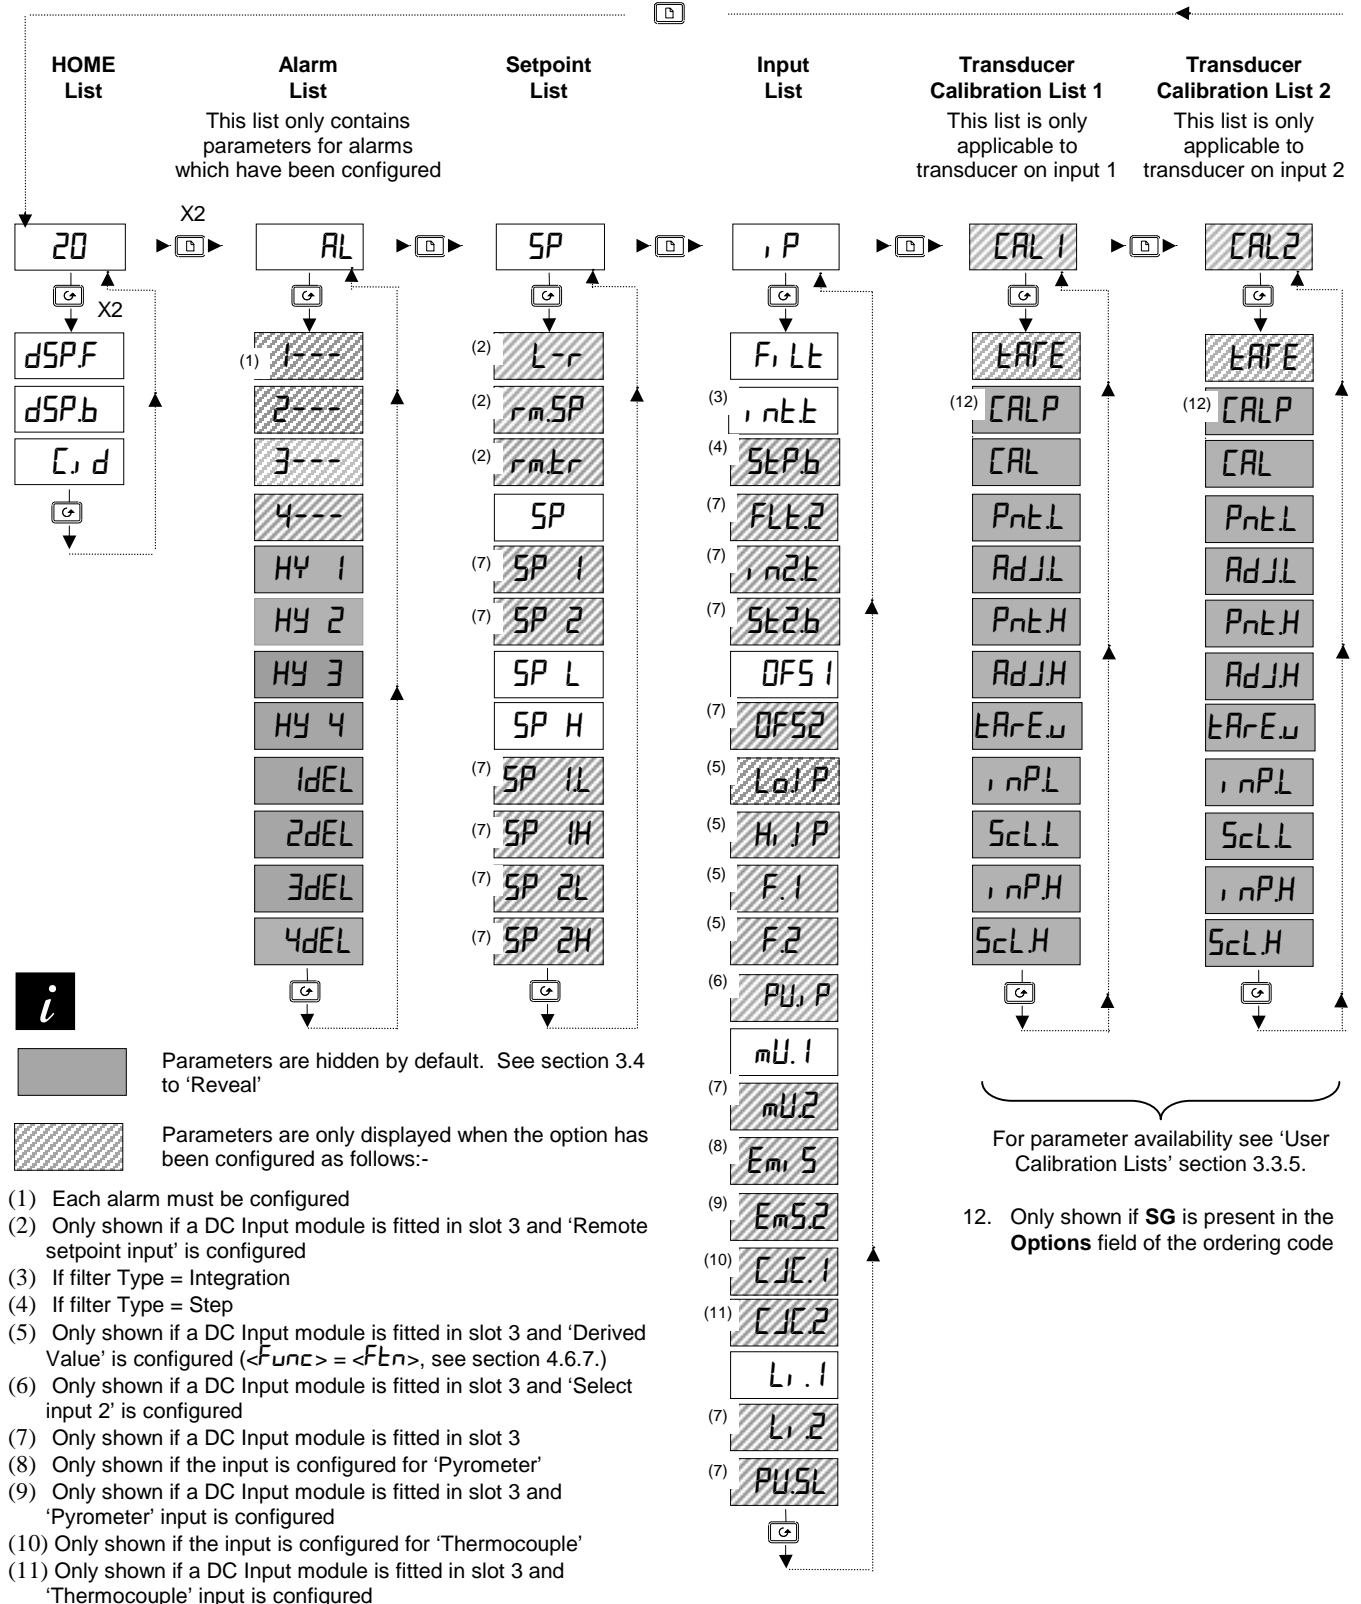 HOME
List
Alarm
List
This list only contains
parameters for alarms
which have been configured
Setpoint
List
Input
List
Transducer
Calibration List 1
This list is only
applicable to
transducer on input 1
Transducer
Calibration List 2
This list is only
applicable to
transducer on input 2
20
X2
AL
SP
iP
CAL1
CAL2
X2
dSP.F
dSP.b
C.id
(1) 1---
2---
3---
4---
HY 1
HY 2
HY 3
HY 4
1dEL
2dEL
3dEL
4dEL
(2) L-r
(2) rm.SP
(2) rm.tr
SP
(7) SP 1
(7) SP 2
SP L
SP H
(7) SP 1.L
(7) SP 1H
(7) SP 2L
(7) SP 2H
FiLt
(3) int.t
(4) StP.b
(7) FLt.2
(7) in2.t
(7) St2.b
OFS1
(7) OFS2
(5) Lo.IP
(5) Hi.IP
(5) F.1
(5) F.2
(6) PV.iP
mV.1
(7) mV.2
(8) EmiS
(9) EmS.2
(10) CJC.1
(11) CJC.2
Li.1
(7) Li.2
(7) PV.SL
tArE
(12) CALP
CAL
Pnt.L
AdJ.L
Pnt.H
AdJ.H
tArE.v
inP.L
ScL.L
inP.H
ScL.H
tArE
(12) CALP
CAL
Pnt.L
AdJ.L
Pnt.H
AdJ.H
tArE.v
inP.L
ScL.L
inP.H
ScL.H
i
Parameters are hidden by default. See section 3.4
to ‘Reveal’
Parameters are only displayed when the option has
been configured as follows:-
(1) Each alarm must be configured
(2) Only shown if a DC Input module is fitted in slot 3 and ‘Remote
setpoint input’ is configured
(3) If filter Type = Integration
(4) If filter Type = Step
(5) Only shown if a DC Input module is fitted in slot 3 and ‘Derived
Value’ is configured (<Func> = <Ftn>, see section 4.6.7.)
(6) Only shown if a DC Input module is fitted in slot 3 and ‘Select
input 2’ is configured
(7) Only shown if a DC Input module is fitted in slot 3
(8) Only shown if the input is configured for ‘Pyrometer’
(9) Only shown if a DC Input module is fitted in slot 3 and
‘Pyrometer’ input is configured
(10) Only shown if the input is configured for ‘Thermocouple’
(11) Only shown if a DC Input module is fitted in slot 3 and
‘Thermocouple’ input is configured
For parameter availability see ‘User
Calibration Lists’ section 3.3.5.
12. Only shown if SG is present in the
Options field of the ordering code